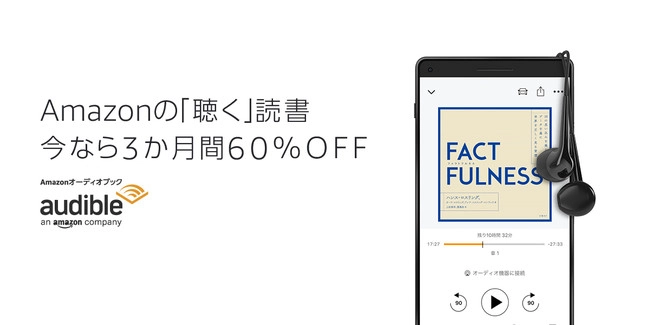 Amazonの「聴く」読書
今なら3か月間60%OFF
Amazonオーディオブック
audible
an amazon company
FACT
FULNESS
残り10時間 32分
17:27
-27:33
章 1
オーディオ機器に接続
90
90